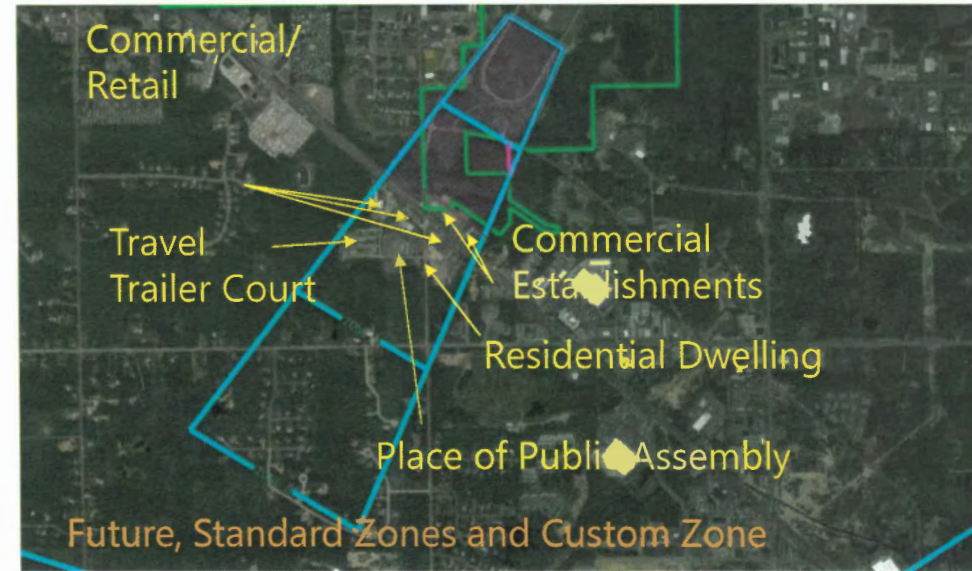 Commercial/
Retail
Travel
Trailer Court
Commercial
Establishments
Residential Dwelling
Place of Public Assembly
Future, Standard Zones and Custom Zone